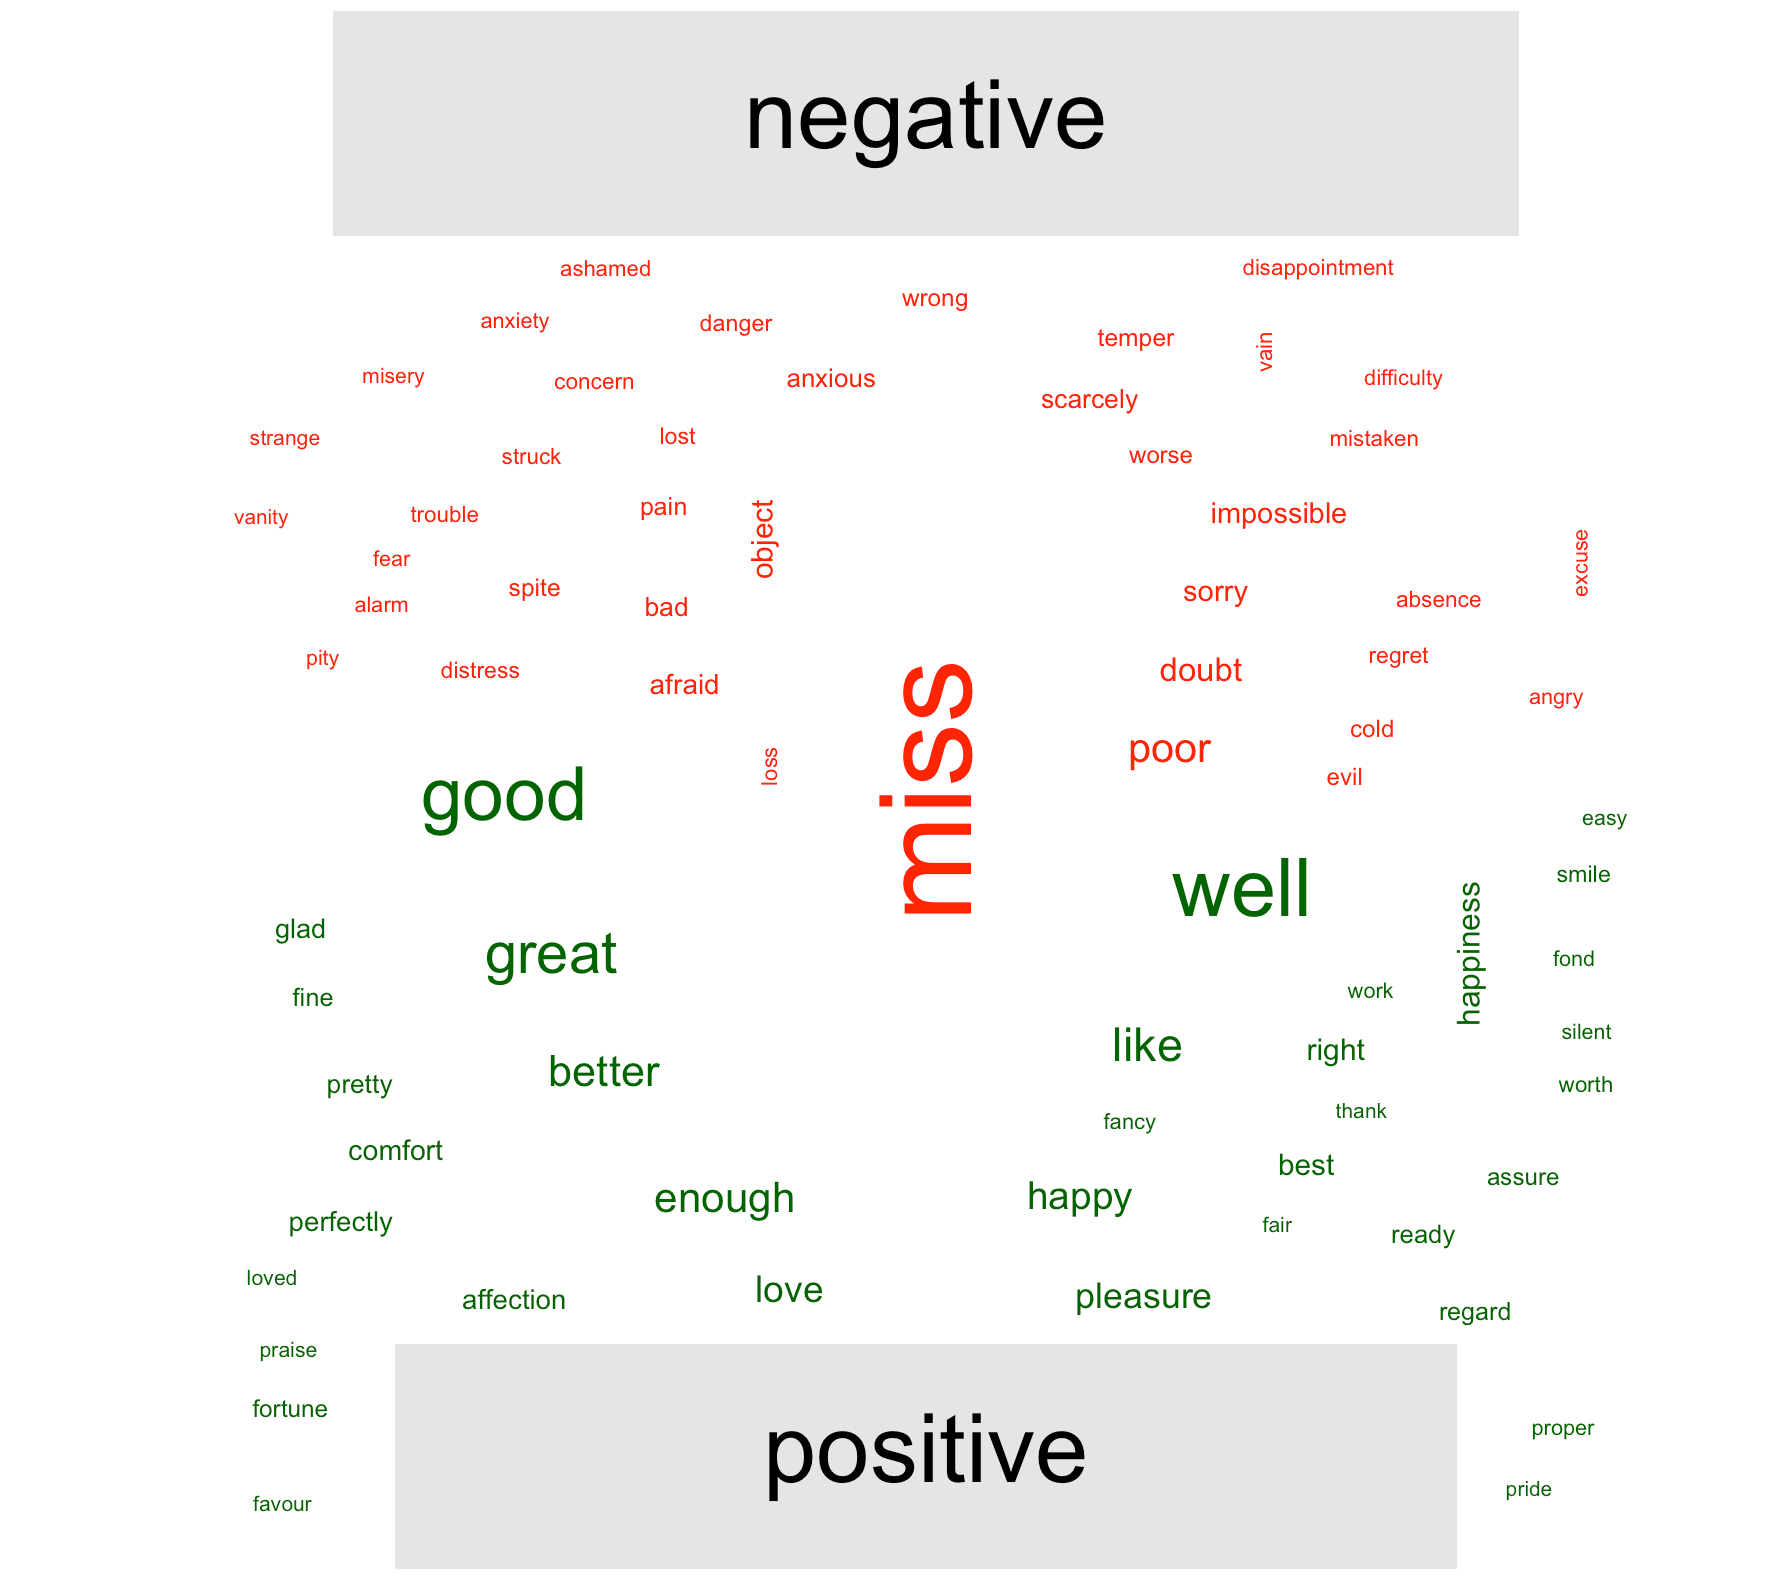 negative
ashamed
disappointment
wrong
anxiety
danger
temper
vain
misery
concern
anxious
difficulty
scarcely
strange
lost
mistaken
struck
worse
vanity
trouble
pain
object
impossible
fear
excuse
alarm
spite
bad
sorry
absence
pity
distress
afraid
doubt
regret
angry
miss
poor
cold
loss
evil
good
easy
well
smile
glad
great
happiness
fond
fine
work
silent
better
like
right
pretty
worth
fancy
thank
comfort
best
assure
enough
happy
perfectly
fair
ready
loved
affection
love
pleasure
regard
praise
fortune
positive
proper
favour
pride